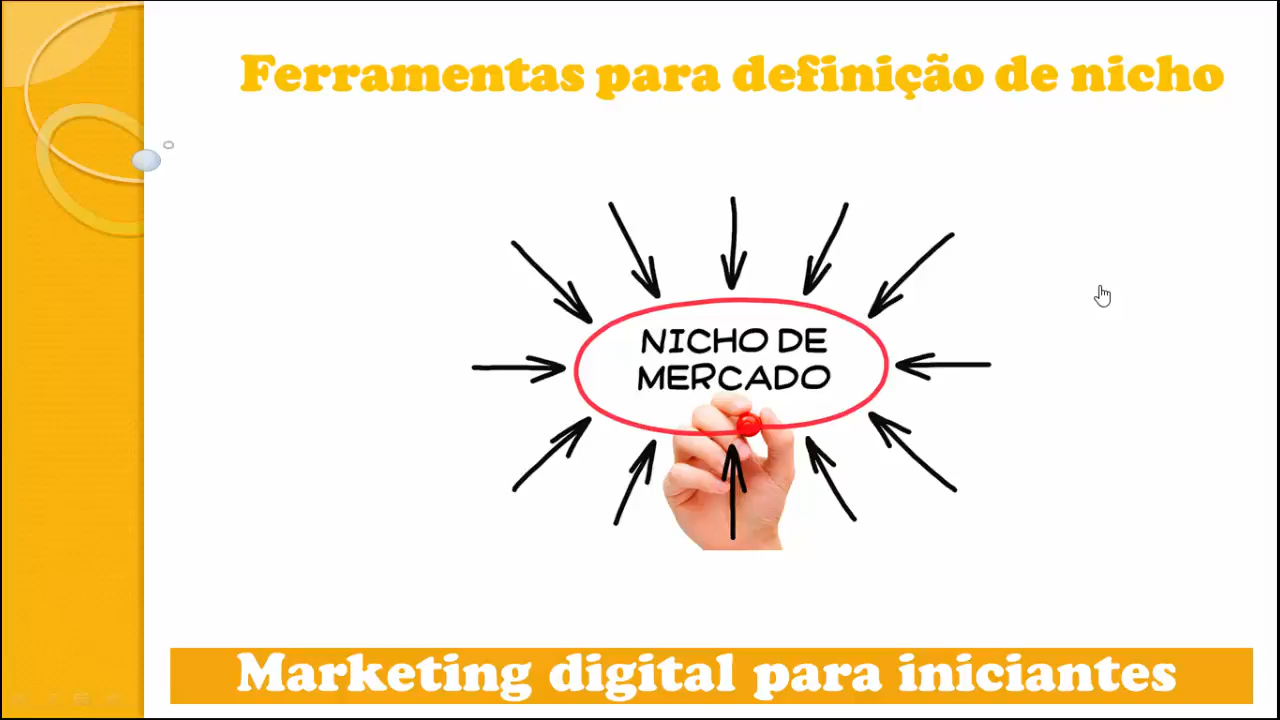 Ferramentas para definição de nicho
NICHO DE
MERCADO
Marketing digital para iniciantes